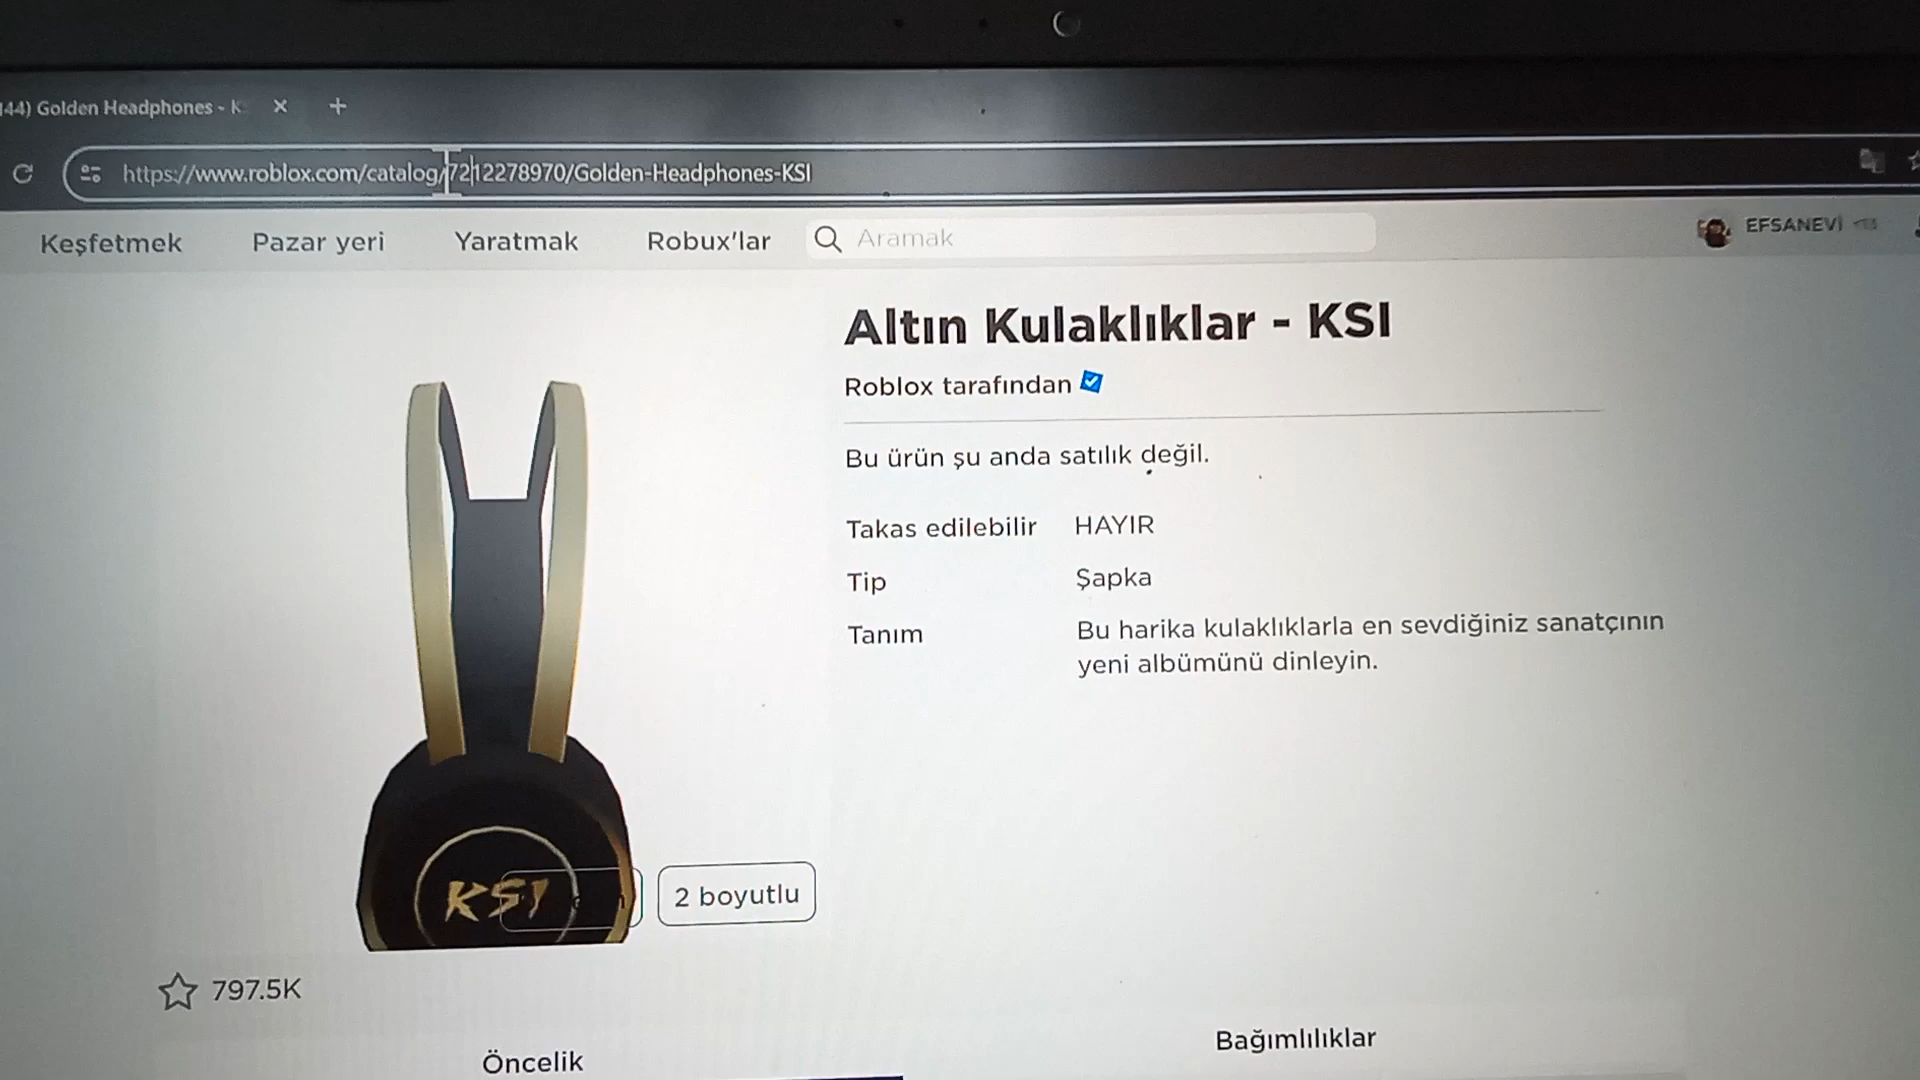 144) Golden Headphones - K
https://www.roblox.com/catalog/7212278970/Golden-Headphones-KSI
Keşfetmek Pazar yeri Yaratmak Robux'lar Aramak EFSANEVİ
Altın Kulaklıklar - KSI
Roblox tarafından
Bu ürün şu anda satılık değil.
Takas edilebilir HAYIR
Tip Şapka
Tanım Bu harika kulaklıklarla en sevdiğiniz sanatçının
yeni albümünü dinleyin.
KSI
2 boyutlu
797.5K
Öncelik
Bağımlılıklar